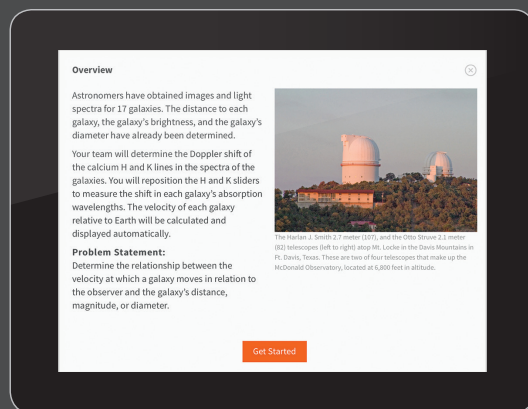 Overview
Astronomers have obtained images and light
spectra for 17 galaxies. The distance to each
galaxy, the galaxy's brightness, and the galaxy's
diameter have already been determined.
Your team will determine the Doppler shift of
the calcium H and K lines in the spectra of the
galaxies. You will reposition the H and K sliders
to measure the shift in each galaxy's absorption
wavelengths. The velocity of each galaxy
relative to Earth will be calculated and
displayed automatically.
Problem Statement:
Determine the relationship between the
velocity at which a galaxy moves in relation to
the observer and the galaxy's distance,
magnitude, or diameter.
The Harlan J. Smith 2.7 meter (107), and the Otto Struve 2.1 meter
(82) telescopes (left to right) atop Mt. Locke in the Davis Mountains in
Ft. Davis, Texas. These are two of four telescopes that make up the
McDonald Observatory, located at 6,800 feet in altitude.
Get Started